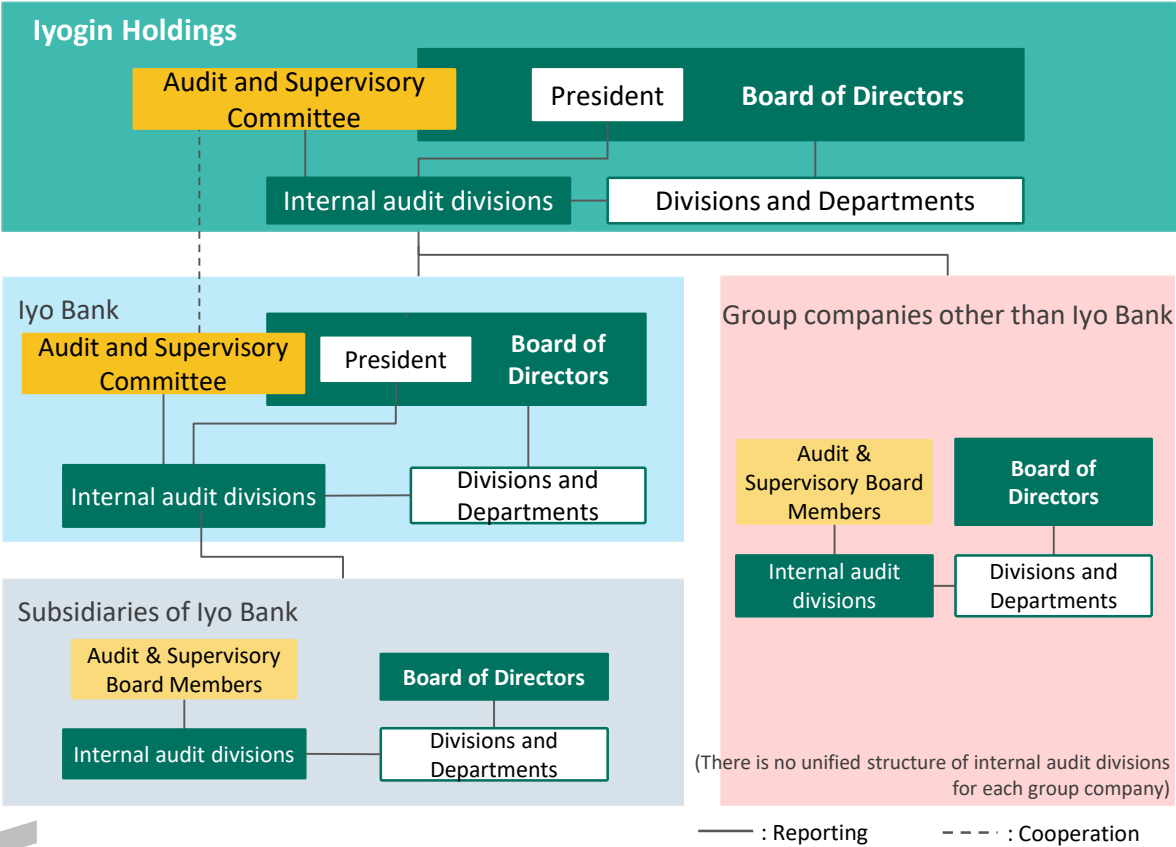 Iyogin Holdings
Audit and Supervisory
Committee
President
Board of Directors
Internal audit divisions
Divisions and Departments
Iyo Bank
Audit and Supervisory
Committee
President
Board of
Directors
Internal audit divisions
Divisions and
Departments
Group companies other than Iyo Bank
Audit &
Supervisory Board
Members
Board of
Directors
Internal audit
divisions
Divisions and
Departments
(There is no unified structure of internal audit divisions
for each group company)
Subsidiaries of Iyo Bank
Audit & Supervisory
Board Members
Board of Directors
Internal audit divisions
Divisions and
Departments
: Reporting
: Cooperation